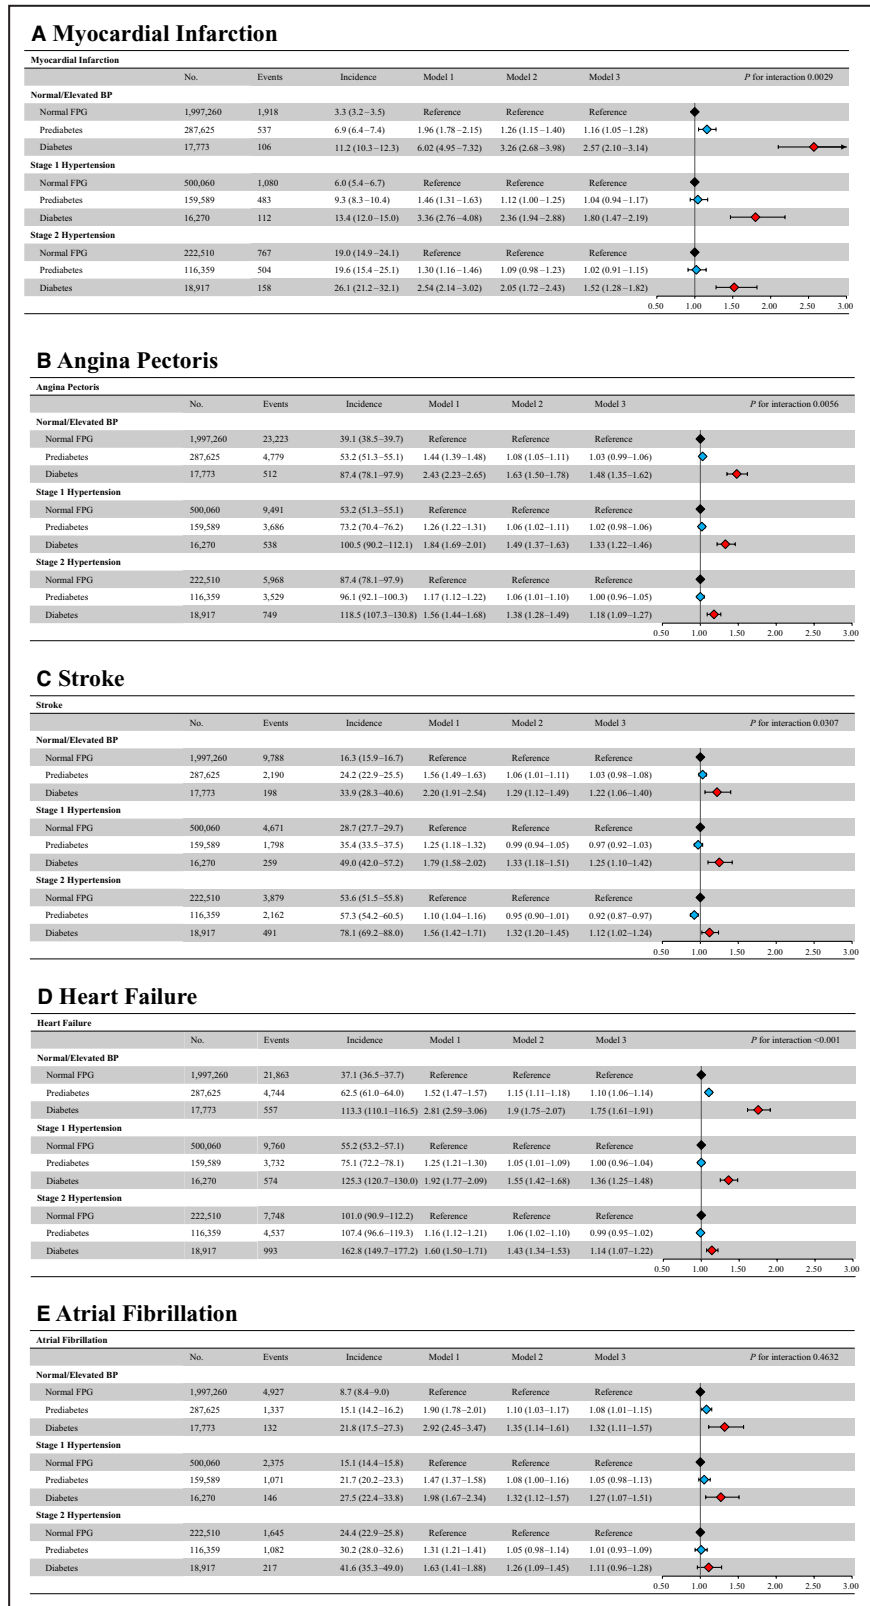 A Myocardial Infarction
Myocardial Infarction
No. Events Incidence Model 1 Model 2 Model 3 P for interaction 0.0029
Normal/Elevated BP
Normal FPG 1,997,260 1,918 3.3 (3.2−3.5) Reference Reference Reference
Prediabetes 287,625 537 6.9 (6.4−7.4) 1.96 (1.78−2.15) 1.26 (1.15−1.40) 1.16 (1.05−1.28)
Diabetes 17,773 106 11.2 (10.3−12.3) 6.02 (4.95−7.32) 3.26 (2.68−3.98) 2.57 (2.10−3.14)
Stage 1 Hypertension
Normal FPG 500,060 1,080 6.0 (5.4−6.7) Reference Reference Reference
Prediabetes 159,589 483 9.3 (8.3−10.4) 1.46 (1.31−1.63) 1.12 (1.00−1.25) 1.04 (0.94−1.17)
Diabetes 16,270 112 13.4 (12.0−15.0) 3.36 (2.76−4.08) 2.36 (1.94−2.88) 1.80 (1.47−2.19)
Stage 2 Hypertension
Normal FPG 222,510 767 19.0 (14.9−24.1) Reference Reference Reference
Prediabetes 116,359 504 19.6 (15.4−25.1) 1.30 (1.16−1.46) 1.09 (0.98−1.23) 1.02 (0.91−1.15)
Diabetes 18,917 158 26.1 (21.2−32.1) 2.54 (2.14−3.02) 2.05 (1.72−2.43) 1.52 (1.28−1.82)
0.50 1.00 1.50 2.00 2.50 3.00
B Angina Pectoris
Angina Pectoris
No. Events Incidence Model 1 Model 2 Model 3 P for interaction 0.0056
Normal/Elevated BP
Normal FPG 1,997,260 23,223 39.1 (38.5−39.7) Reference Reference Reference
Prediabetes 287,625 4,779 53.2 (51.3−55.1) 1.44 (1.39−1.48) 1.08 (1.05−1.11) 1.03 (0.99−1.06)
Diabetes 17,773 512 87.4 (78.1−97.9) 2.43 (2.23−2.65) 1.63 (1.50−1.78) 1.48 (1.35−1.62)
Stage 1 Hypertension
Normal FPG 500,060 9,491 53.2 (51.3−55.1) Reference Reference Reference
Prediabetes 159,589 3,686 73.2 (70.4−76.2) 1.26 (1.22−1.31) 1.06 (1.02−1.11) 1.02 (0.98−1.06)
Diabetes 16,270 538 100.5 (90.2−112.1) 1.84 (1.69−2.01) 1.49 (1.37−1.63) 1.33 (1.22−1.46)
Stage 2 Hypertension
Normal FPG 222,510 5,968 87.4 (78.1−97.9) Reference Reference Reference
Prediabetes 116,359 3,529 96.1 (92.1−100.3) 1.17 (1.12−1.22) 1.06 (1.01−1.10) 1.00 (0.96−1.05)
Diabetes 18,917 749 118.5 (107.3−130.8) 1.56 (1.44−1.68) 1.38 (1.28−1.49) 1.18 (1.09−1.27)
0.50 1.00 1.50 2.00 2.50 3.00
C Stroke
Stroke
No. Events Incidence Model 1 Model 2 Model 3 P for interaction 0.0307
Normal/Elevated BP
Normal FPG 1,997,260 9,788 16.3 (15.9−16.7) Reference Reference Reference
Prediabetes 287,625 2,190 24.2 (22.9−25.5) 1.56 (1.49−1.63) 1.06 (1.01−1.11) 1.03 (0.98−1.08)
Diabetes 17,773 198 33.9 (28.3−40.6) 2.20 (1.91−2.54) 1.29 (1.12−1.49) 1.22 (1.06−1.40)
Stage 1 Hypertension
Normal FPG 500,060 4,671 28.7 (27.7−29.7) Reference Reference Reference
Prediabetes 159,589 1,798 35.4 (33.5−37.5) 1.25 (1.18−1.32) 0.99 (0.94−1.05) 0.97 (0.92−1.03)
Diabetes 16,270 259 49.0 (42.0−57.2) 1.79 (1.58−2.02) 1.33 (1.18−1.51) 1.25 (1.10−1.42)
Stage 2 Hypertension
Normal FPG 222,510 3,879 53.6 (51.5−55.8) Reference Reference Reference
Prediabetes 116,359 2,162 57.3 (54.2−60.5) 1.10 (1.04−1.16) 0.95 (0.90−1.01) 0.92 (0.87−0.97)
Diabetes 18,917 491 78.1 (69.2−88.0) 1.56 (1.42−1.71) 1.32 (1.20−1.45) 1.12 (1.02−1.24)
0.50 1.00 1.50 2.00 2.50 3.00
D Heart Failure
Heart Failure
No. Events Incidence Model 1 Model 2 Model 3 P for interaction <0.001
Normal/Elevated BP
Normal FPG 1,997,260 21,863 37.1 (36.5−37.7) Reference Reference Reference
Prediabetes 287,625 4,744 62.5 (61.0−64.0) 1.52 (1.47−1.57) 1.15 (1.11−1.18) 1.10 (1.06−1.14)
Diabetes 17,773 557 113.3 (110.1−116.5) 2.81 (2.59−3.06) 1.9 (1.75−2.07) 1.75 (1.61−1.91)
Stage 1 Hypertension
Normal FPG 500,060 9,760 55.2 (53.2−57.1) Reference Reference Reference
Prediabetes 159,589 3,732 75.1 (72.2−78.1) 1.25 (1.21−1.30) 1.05 (1.01−1.09) 1.00 (0.96−1.04)
Diabetes 16,270 574 125.3 (120.7−130.0) 1.92 (1.77−2.09) 1.55 (1.42−1.68) 1.36 (1.25−1.48)
Stage 2 Hypertension
Normal FPG 222,510 7,748 101.0 (90.9−112.2) Reference Reference Reference
Prediabetes 116,359 4,537 107.4 (96.6−119.3) 1.16 (1.12−1.21) 1.06 (1.02−1.10) 0.99 (0.95−1.02)
Diabetes 18,917 993 162.8 (149.7−177.2) 1.60 (1.50−1.71) 1.43 (1.34−1.53) 1.14 (1.07−1.22)
0.50 1.00 1.50 2.00 2.50 3.00
E Atrial Fibrillation
Atrial Fibrillation
No. Events Incidence Model 1 Model 2 Model 3 P for interaction 0.4632
Normal/Elevated BP
Normal FPG 1,997,260 4,927 8.7 (8.4−9.0) Reference Reference Reference
Prediabetes 287,625 1,337 15.1 (14.2−16.2) 1.90 (1.78−2.01) 1.10 (1.03−1.17) 1.08 (1.01−1.15)
Diabetes 17,773 132 21.8 (17.5−27.3) 2.92 (2.45−3.47) 1.35 (1.14−1.61) 1.32 (1.11−1.57)
Stage 1 Hypertension
Normal FPG 500,060 2,375 15.1 (14.4−15.8) Reference Reference Reference
Prediabetes 159,589 1,071 21.7 (20.2−23.3) 1.47 (1.37−1.58) 1.08 (1.00−1.16) 1.05 (0.98−1.13)
Diabetes 16,270 146 27.5 (22.4−33.8) 1.98 (1.67−2.34) 1.32 (1.12−1.57) 1.27 (1.07−1.51)
Stage 2 Hypertension
Normal FPG 222,510 1,645 24.4 (22.9−25.8) Reference Reference Reference
Prediabetes 116,359 1,082 30.2 (28.0−32.6) 1.31 (1.21−1.41) 1.05 (0.98−1.14) 1.01 (0.93−1.09)
Diabetes 18,917 217 41.6 (35.3−49.0) 1.63 (1.41−1.88) 1.26 (1.09−1.45) 1.11 (0.96−1.28)
0.50 1.00 1.50 2.00 2.50 3.00